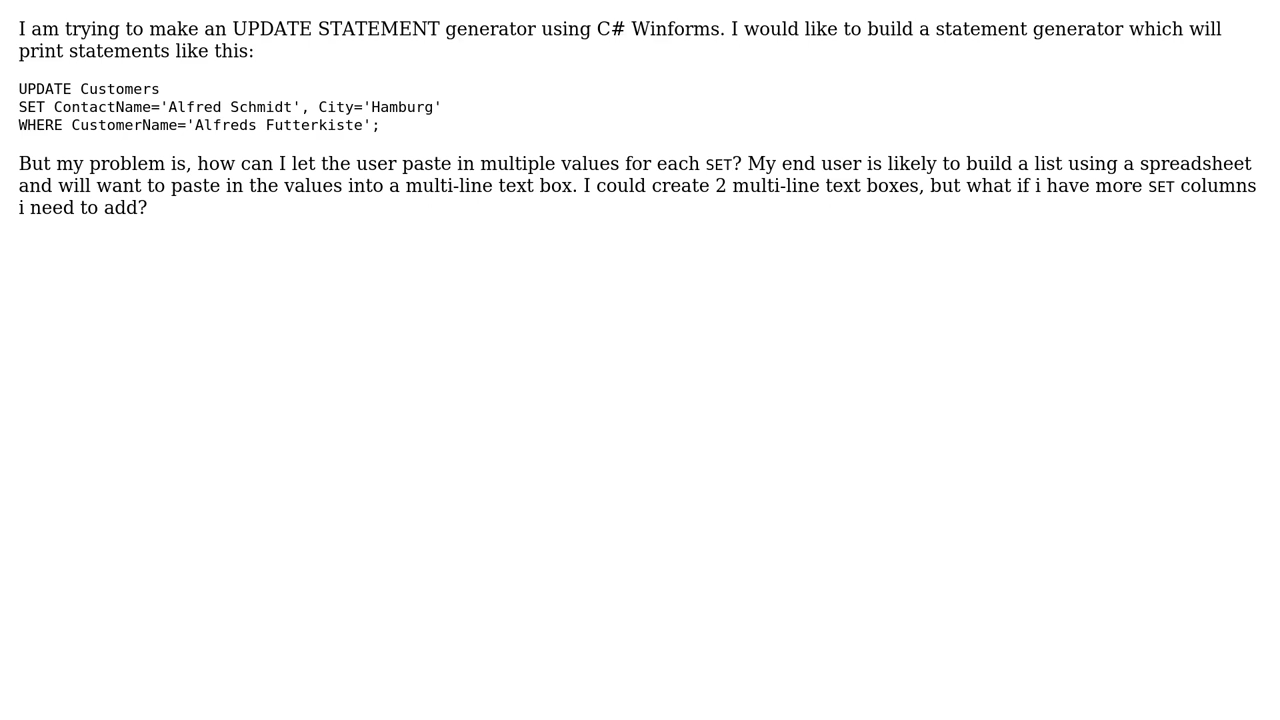 I am trying to make an UPDATE STATEMENT generator using C# Winforms. I would like to build a statement generator which will
print statements like this:
UPDATE Customers
SET ContactName='Alfred Schmidt', City='Hamburg'
WHERE CustomerName='Alfreds Futterkiste';
But my problem is, how can I let the user paste in multiple values for each SET? My end user is likely to build a list using a spreadsheet
and will want to paste in the values into a multi-line text box. I could create 2 multi-line text boxes, but what if i have more SET columns
i need to add?